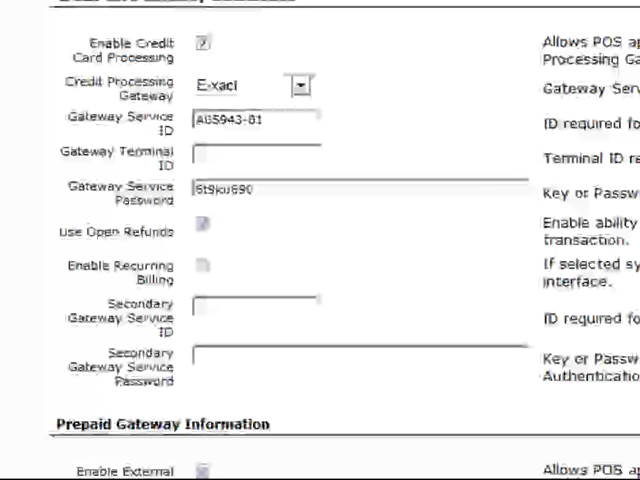 Enable Credit
Card Processing
Allows POS ap
Processing Ga
Credit Processing
Gateway
E-xact
Gateway Serv
Gateway Service
ID
A05943-01
ID required fo
Gateway Terminal
ID
Terminal ID re
Gateway Service
Password
Key or Passw
Use Open Refunds
Enable ability
transaction.
Enable Recurring
Billing
If selected sy
interface.
Secondary
Gateway Service
ID
ID required fo
Secondary
Gateway Service
Password
Key or Passw
Authenticatio
Prepaid Gateway Information
Enable External
Allows POS ap